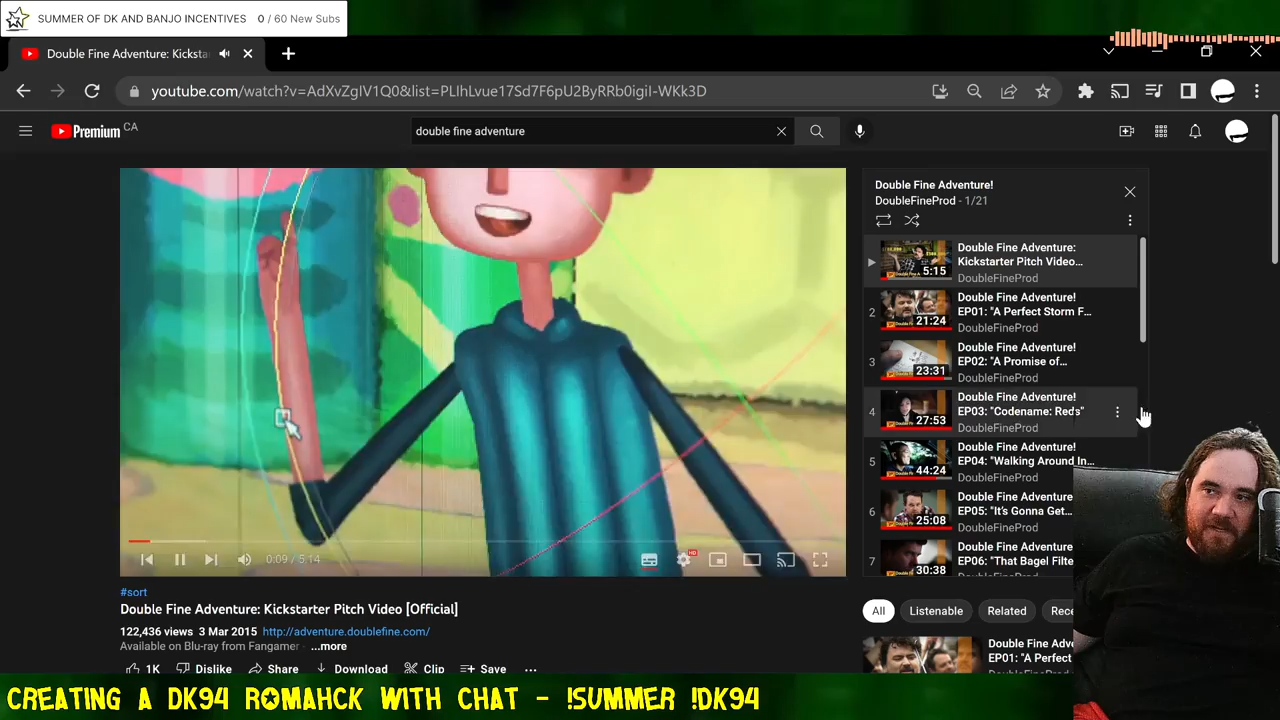 SUMMER OF DK AND BANJO INCENTIVES 0 / 60 New Subs
Double Fine Adventure: Kicksta
youtube.com/watch?v=AdXvZgIV1Q0&list=PLIhLvue17Sd7F6pU2ByRRb0igiI-WKk3D
Premium CA
double fine adventure
Double Fine Adventure!
DoubleFineProd - 1/21
Double Fine Adventure:
Kickstarter Pitch Video...
DoubleFineProd
5:15
2
Double Fine Adventure!
EP01: "A Perfect Storm F...
DoubleFineProd
21:24
3
Double Fine Adventure!
EP02: "A Promise of...
DoubleFineProd
23:31
4
Double Fine Adventure!
EP03: "Codename: Reds"
DoubleFineProd
27:53
5
Double Fine Adventure!
EP04: "Walking Around In...
DoubleFineProd
44:24
6
Double Fine Adventure!
EP05: "It's Gonna Get...
DoubleFineProd
25:08
7
Double Fine Adventure!
EP06: "That Bagel Filte
DoubleFineProd
30:38
0:09 / 5:14
HD
#sort
Double Fine Adventure: Kickstarter Pitch Video [Official]
122,436 views 3 Mar 2015 http://adventure.doublefine.com/
Available on Blu-ray from Fangamer ...more
1K Dislike Share Download Clip Save
All Listenable Related Rece
Double Fine Adve
EP01: "A Perfect
CREATING A DK94 ROMAHCK WITH CHAT - !SUMMER !DK94